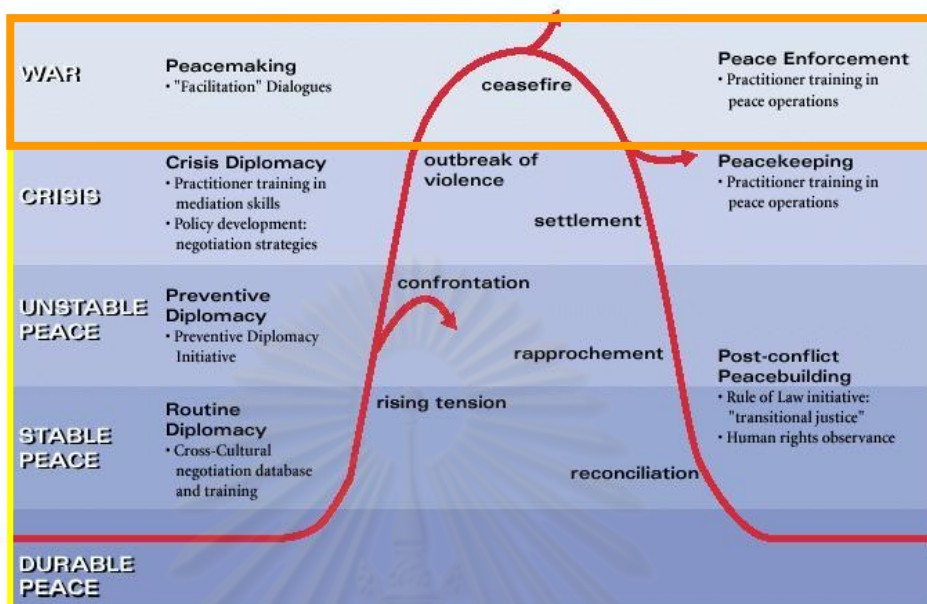 WAR
Peacemaking
• "Facilitation" Dialogues
ceasefire
Peace Enforcement
• Practitioner training in
peace operations
CRISIS
Crisis Diplomacy
• Practitioner training in
mediation skills
• Policy development:
negotiation strategies
outbreak of
violence
settlement
Peacekeeping
• Practitioner training in
peace operations
UNSTABLE
PEACE
Preventive
Diplomacy
• Preventive Diplomacy
Initiative
confrontation
rapprochement
Post-conflict
Peacebuilding
• Rule of Law initiative:
"transitional justice"
• Human rights observance
STABLE
PEACE
Routine
Diplomacy
• Cross-Cultural
negotiation database
and training
rising tension
reconciliation
DURABLE
PEACE